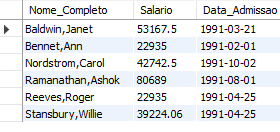 Nome_Completo Salario Data_Admissao
Baldwin,Janet 53167.5 1991-03-21
Bennet,Ann 22935 1991-02-01
Nordstrom,Carol 42742.5 1991-10-02
Ramanathan,Ashok 80689 1991-08-01
Reeves,Roger 22935 1991-04-25
Stansbury,Willie 39224.06 1991-04-25